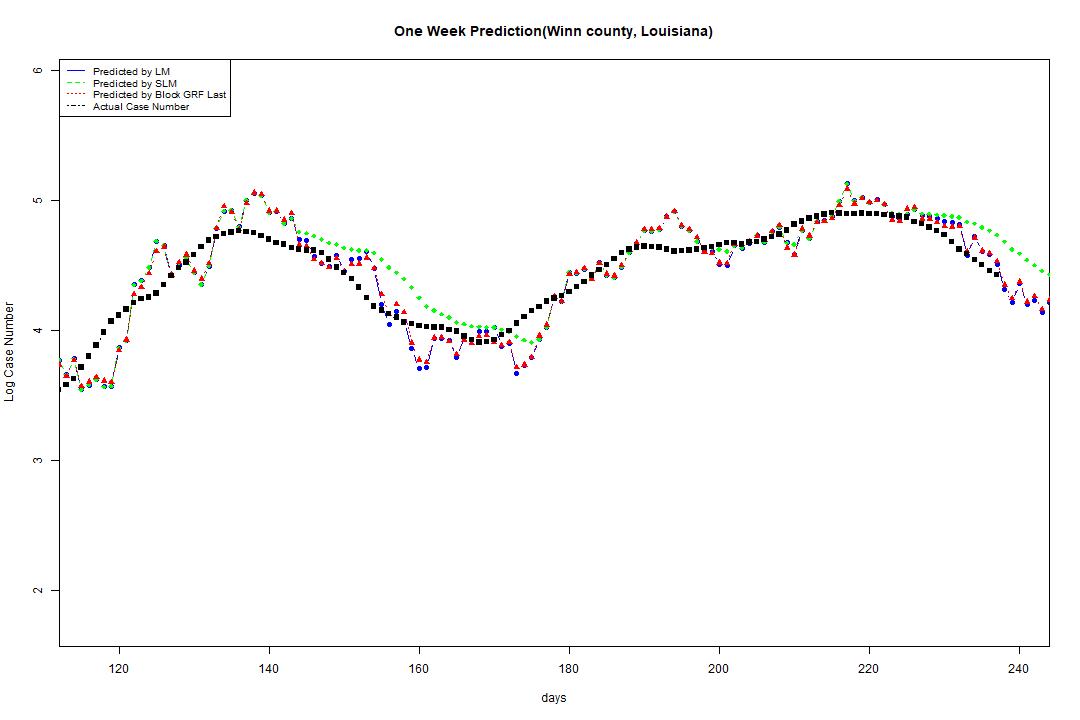 One Week Prediction(Winn county, Louisiana)
Predicted by LM
Predicted by SLM
Predicted by Block GRF Last
Actual Case Number
6
5
4
3
2
Log Case Number
120 140 160 180 200 220 240
days